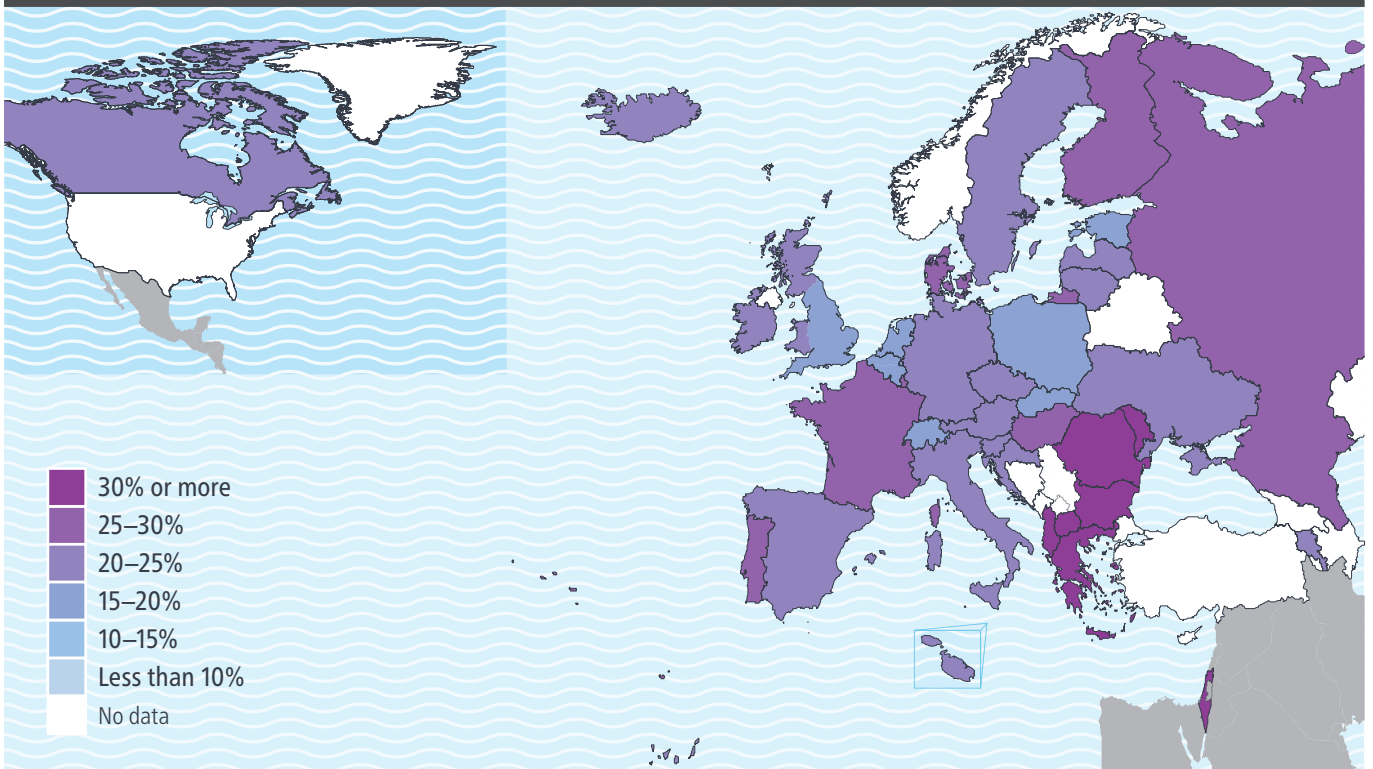 30% or more
25–30%
20–25%
15–20%
10–15%
Less than 10%
No data